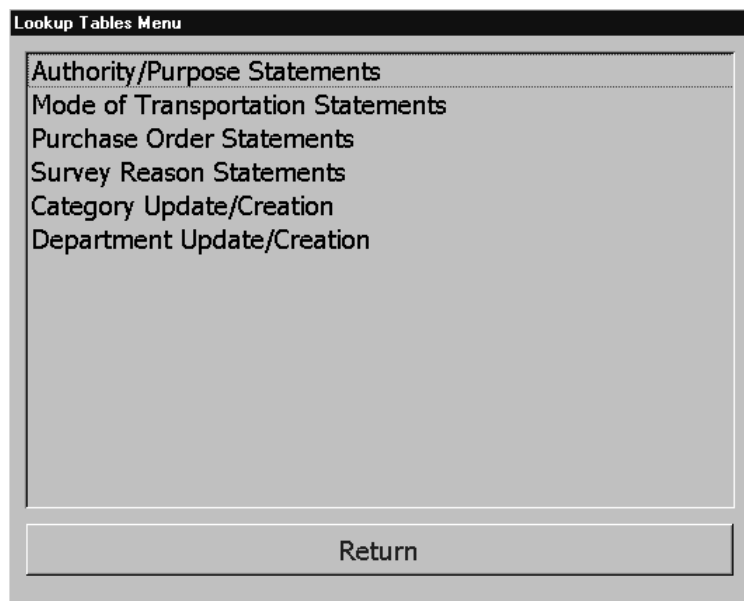 Lookup Tables Menu
Authority/Purpose Statements
Mode of Transportation Statements
Purchase Order Statements
Survey Reason Statements
Category Update/Creation
Department Update/Creation
Return